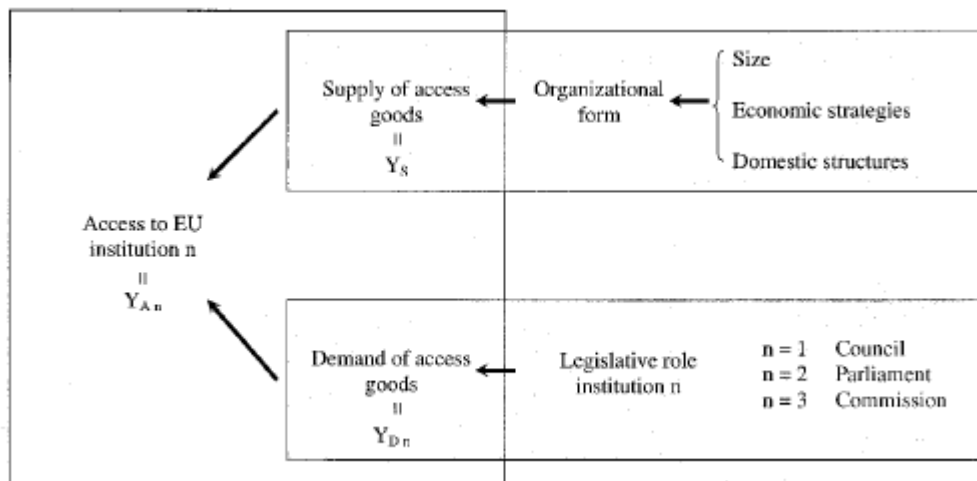 Supply of access
goods
=
Y_S
Organizational
form
Size
Economic strategies
Domestic structures
Access to EU
institution n
=
Y_A n
Demand of access
goods
=
Y_D n
Legislative role
institution n
n = 1 Council
n = 2 Parliament
n = 3 Commission